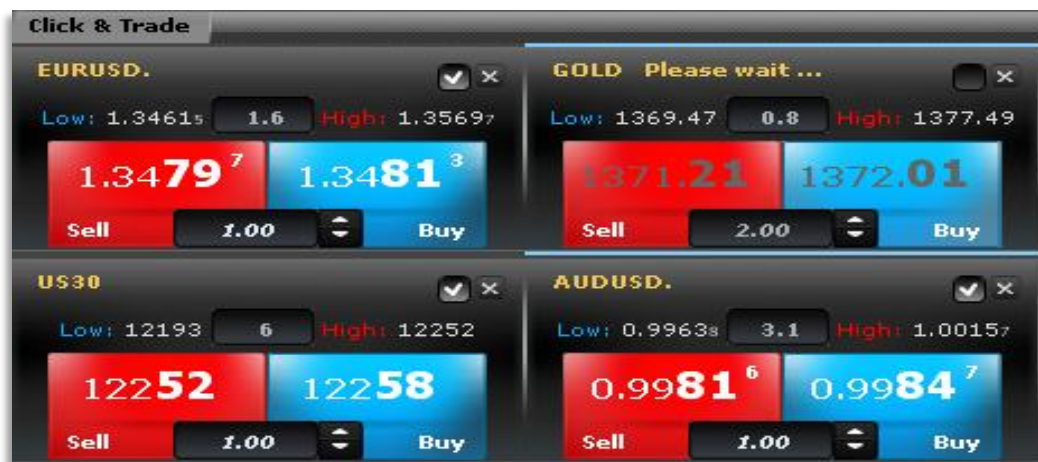 Click & Trade
EURUSD.
Low: 1.34615 1.6 High: 1.35697
1.34797 1.34813
Sell 1.00 Buy
GOLD Please wait ...
Low: 1369.47 0.8 High: 1377.49
1371.21 1372.01
Sell 2.00 Buy
US30
Low: 12193 6 High: 12252
12252 12258
Sell 1.00 Buy
AUDUSD.
Low: 0.99638 3.1 High: 1.00157
0.99816 0.99847
Sell 1.00 Buy